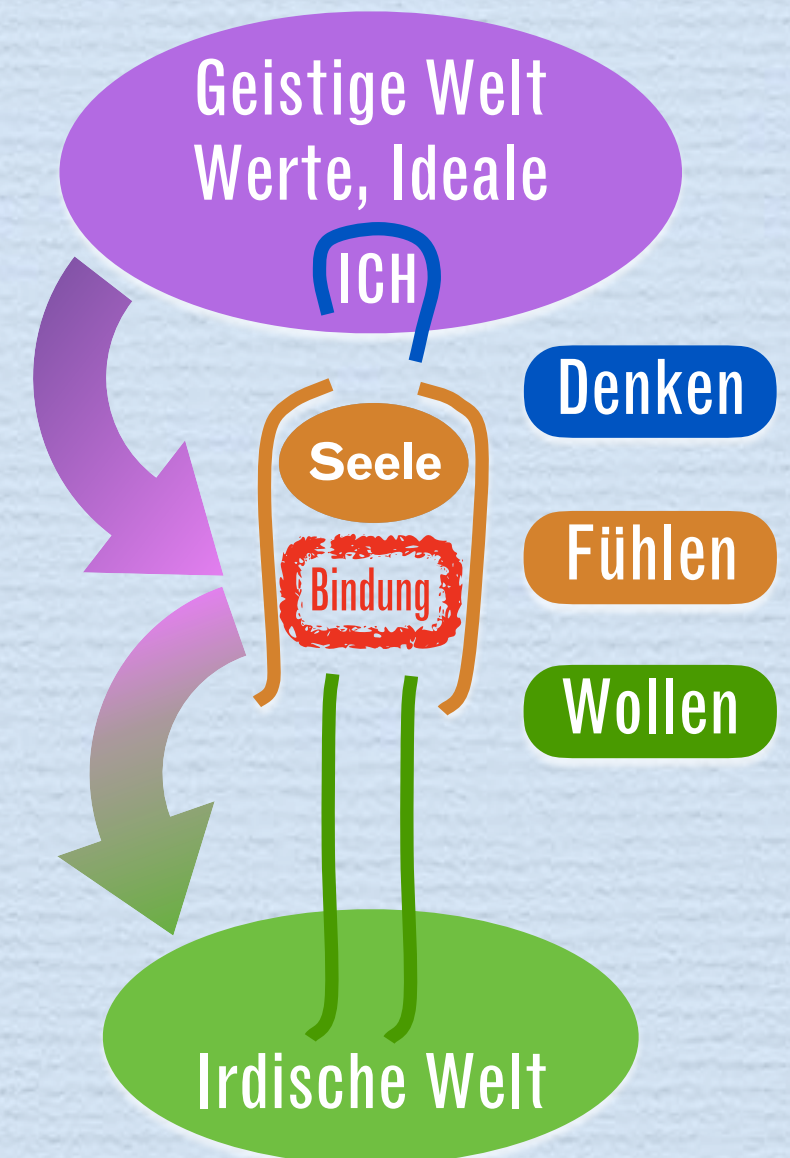 Geistige Welt
Werte, Ideale
ICH
Denken
Seele
Fühlen
Bindung
Wollen
Irdische Welt